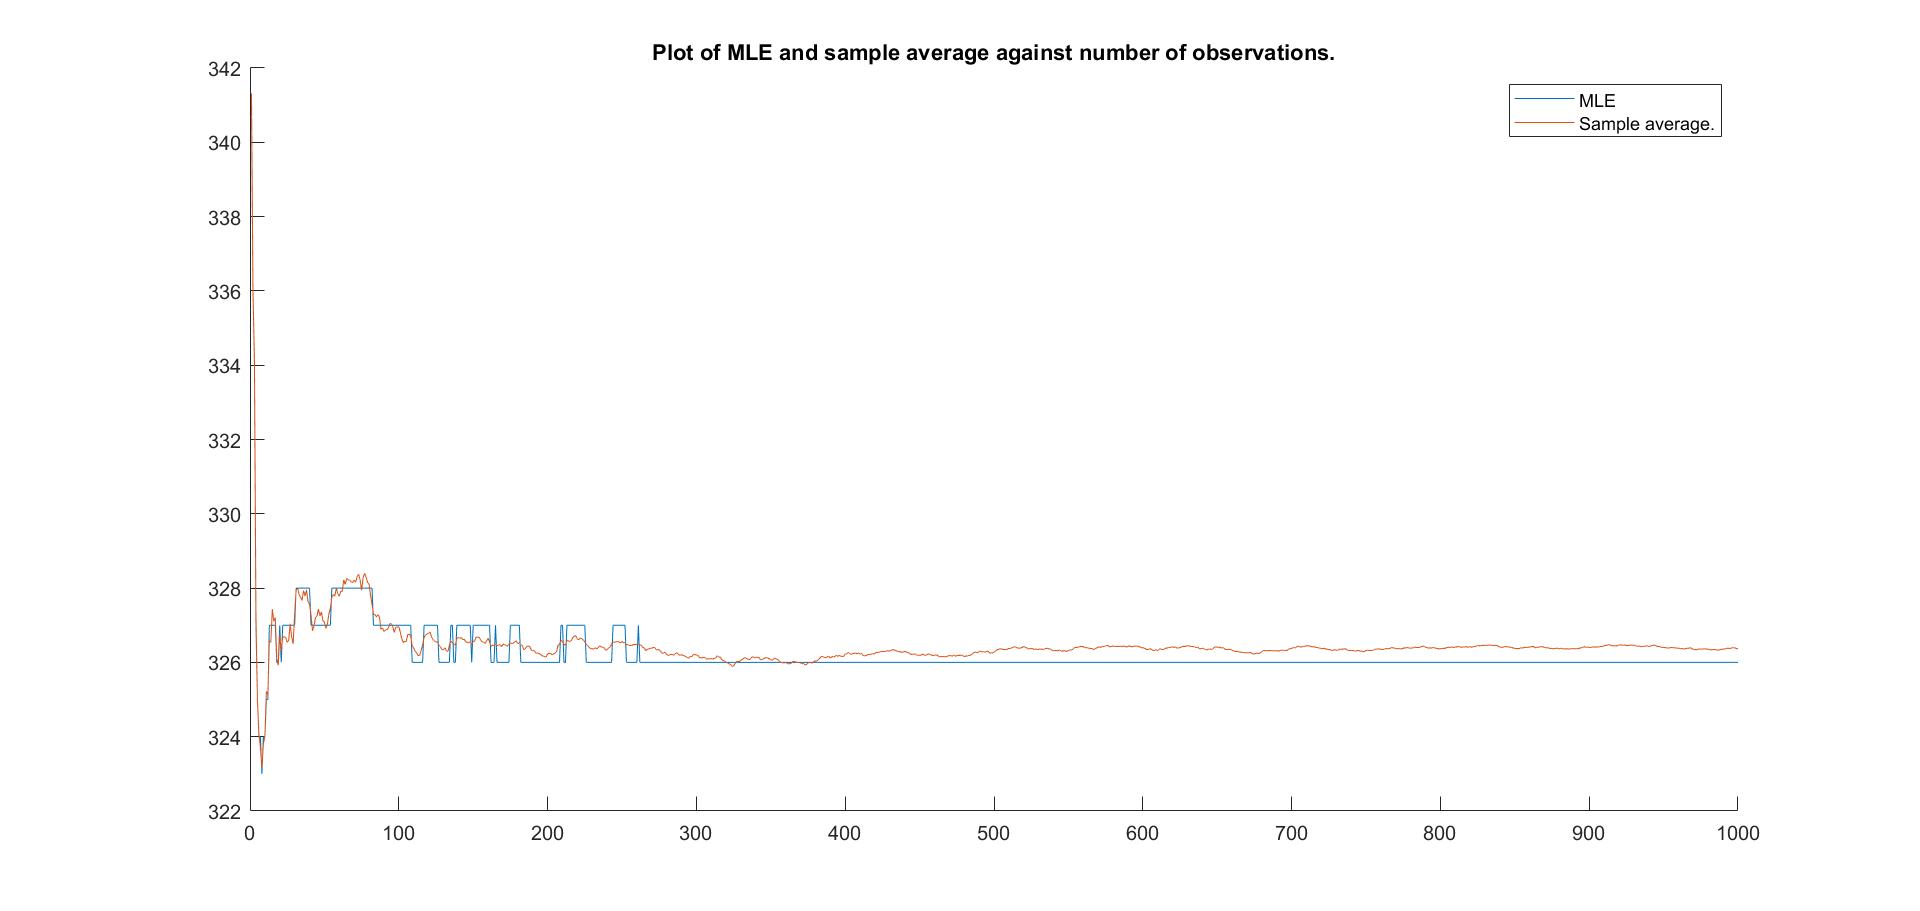 Plot of MLE and sample average against number of observations.
342
340
338
336
334
332
330
328
326
324
322
0 100 200 300 400 500 600 700 800 900 1000
MLE
Sample average.